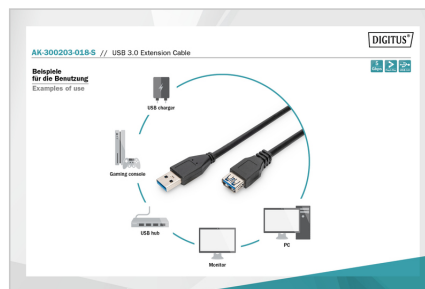 DIGITUS®
AK-300203-018-S // USB 3.0 Extension Cable
Beispiele
für die Benutzung
Examples of use
USB charger
Gaming console
USB hub
Monitor
PC